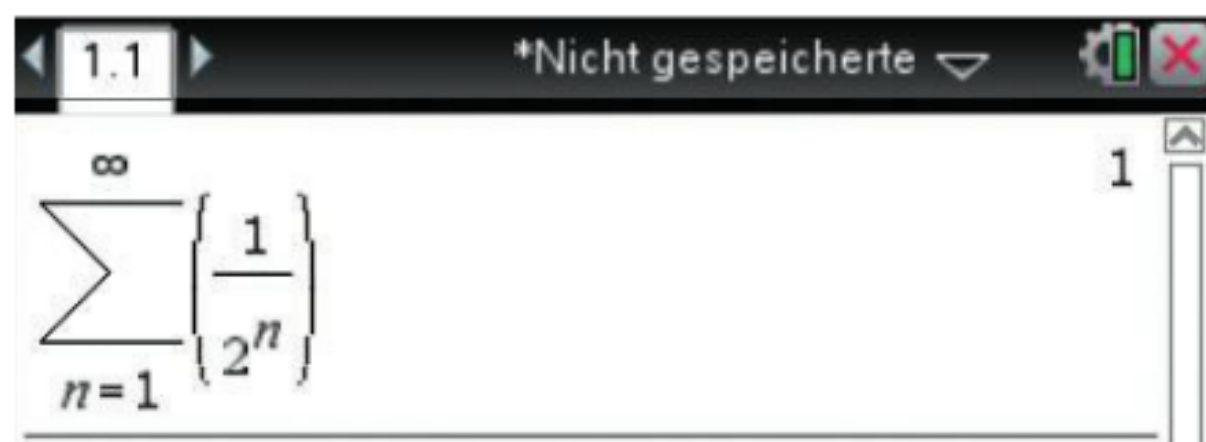 1.1 *Nicht gespeicherte
∞
∑ (1/2^n) 1
n=1